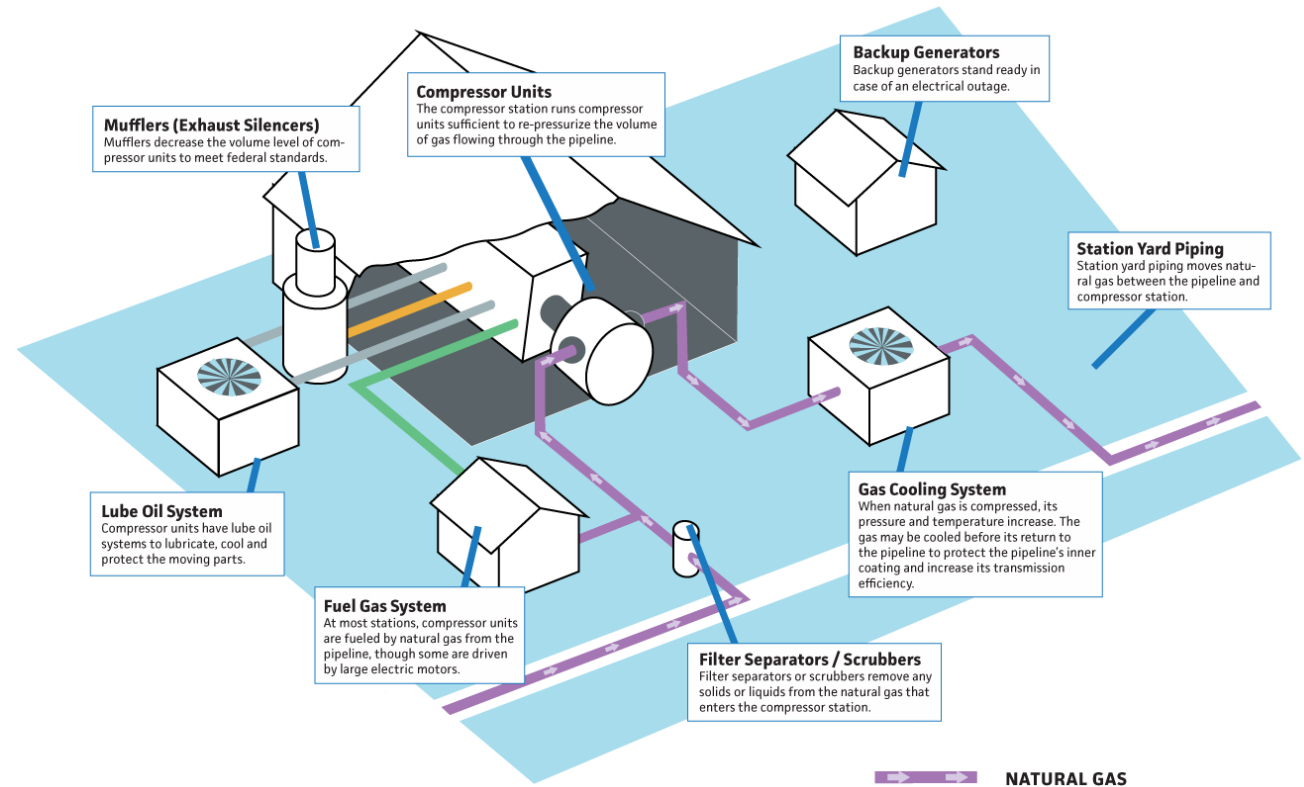 Backup Generators
Backup generators stand ready in
case of an electrical outage.
Compressor Units
The compressor station runs compressor
units sufficient to re-pressurize the volume
of gas flowing through the pipeline.
Mufflers (Exhaust Silencers)
Mufflers decrease the volume level of com-
pressor units to meet federal standards.
Station Yard Piping
Station yard piping moves natu-
ral gas between the pipeline and
compressor station.
Gas Cooling System
When natural gas is compressed, its
pressure and temperature increase. The
gas may be cooled before its return to
the pipeline to protect the pipeline's inner
coating and increase its transmission
efficiency.
Lube Oil System
Compressor units have lube oil
systems to lubricate, cool and
protect the moving parts.
Fuel Gas System
At most stations, compressor units
are fueled by natural gas from the
pipeline, though some are driven
by large electric motors.
Filter Separators / Scrubbers
Filter separators or scrubbers remove any
solids or liquids from the natural gas that
enters the compressor station.
NATURAL GAS